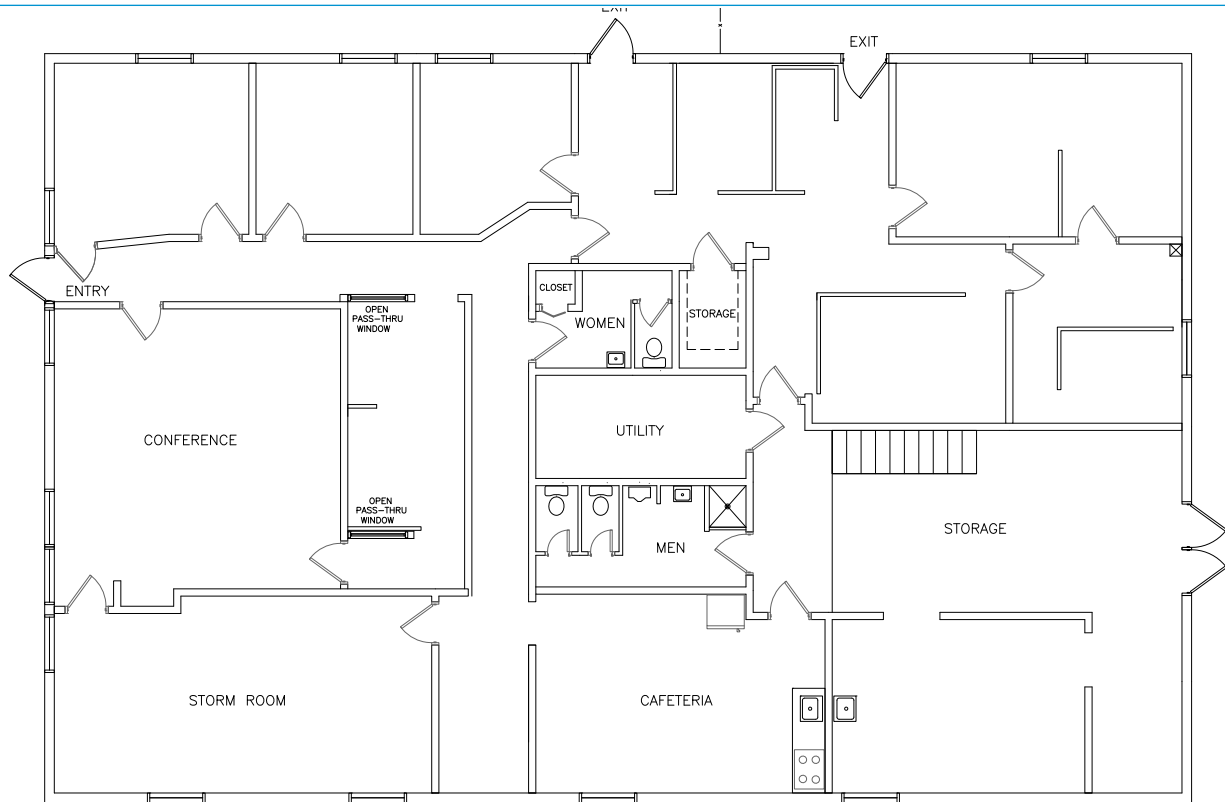 EXIT
EXIT
ENTRY
OPEN
PASS-THRU
WINDOW
CLOSET
WOMEN
STORAGE
CONFERENCE
UTILITY
OPEN
PASS-THRU
WINDOW
MEN
STORAGE
STORM ROOM
CAFETERIA